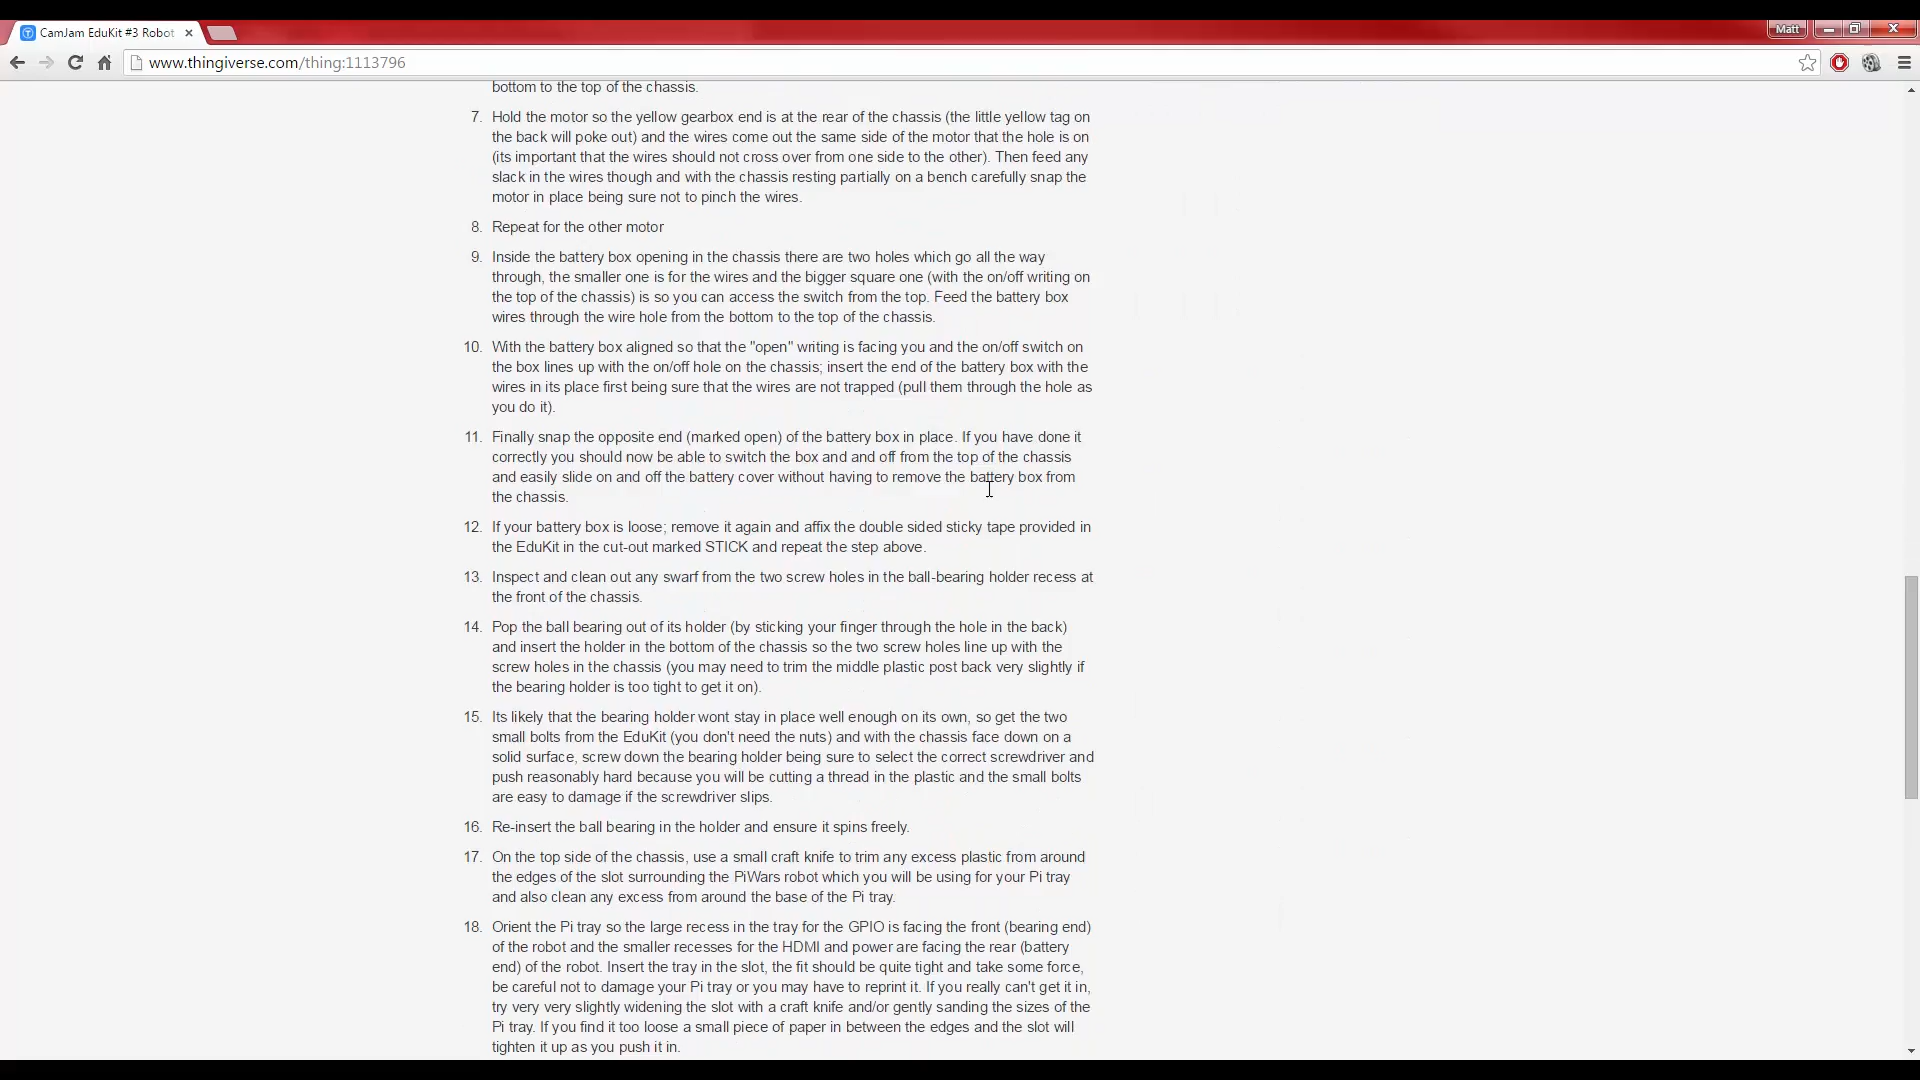 CamJam EduKit #3 Robot
Matt
www.thingiverse.com/thing:1113796
bottom to the top of the chassis.
7. Hold the motor so the yellow gearbox end is at the rear of the chassis (the little yellow tag on
the back will poke out) and the wires come out the same side of the motor that the hole is on
(its important that the wires should not cross over from one side to the other). Then feed any
slack in the wires though and with the chassis resting partially on a bench carefully snap the
motor in place being sure not to pinch the wires.
8. Repeat for the other motor
9. Inside the battery box opening in the chassis there are two holes which go all the way
through, the smaller one is for the wires and the bigger square one (with the on/off writing on
the top of the chassis) is so you can access the switch from the top. Feed the battery box
wires through the wire hole from the bottom to the top of the chassis.
10. With the battery box aligned so that the "open" writing is facing you and the on/off switch on
the box lines up with the on/off hole on the chassis; insert the end of the battery box with the
wires in its place first being sure that the wires are not trapped (pull them through the hole as
you do it).
11. Finally snap the opposite end (marked open) of the battery box in place. If you have done it
correctly you should now be able to switch the box and and off from the top of the chassis
and easily slide on and off the battery cover without having to remove the battery box from
the chassis.
12. If your battery box is loose; remove it again and affix the double sided sticky tape provided in
the EduKit in the cut-out marked STICK and repeat the step above.
13. Inspect and clean out any swarf from the two screw holes in the ball-bearing holder recess at
the front of the chassis.
14. Pop the ball bearing out of its holder (by sticking your finger through the hole in the back)
and insert the holder in the bottom of the chassis so the two screw holes line up with the
screw holes in the chassis (you may need to trim the middle plastic post back very slightly if
the bearing holder is too tight to get it on).
15. Its likely that the bearing holder wont stay in place well enough on its own, so get the two
small bolts from the EduKit (you don't need the nuts) and with the chassis face down on a
solid surface, screw down the bearing holder being sure to select the correct screwdriver and
push reasonably hard because you will be cutting a thread in the plastic and the small bolts
are easy to damage if the screwdriver slips.
16. Re-insert the ball bearing in the holder and ensure it spins freely.
17. On the top side of the chassis, use a small craft knife to trim any excess plastic from around
the edges of the slot surrounding the PiWars robot which you will be using for your Pi tray
and also clean any excess from around the base of the Pi tray.
18. Orient the Pi tray so the large recess in the tray for the GPIO is facing the front (bearing end)
of the robot and the smaller recesses for the HDMI and power are facing the rear (battery
end) of the robot. Insert the tray in the slot, the fit should be quite tight and take some force,
be careful not to damage your Pi tray or you may have to reprint it. If you really can't get it in,
try very very slightly widening the slot with a craft knife and/or gently sanding the sizes of the
Pi tray. If you find it too loose a small piece of paper in between the edges and the slot will
tighten it up as you push it in.